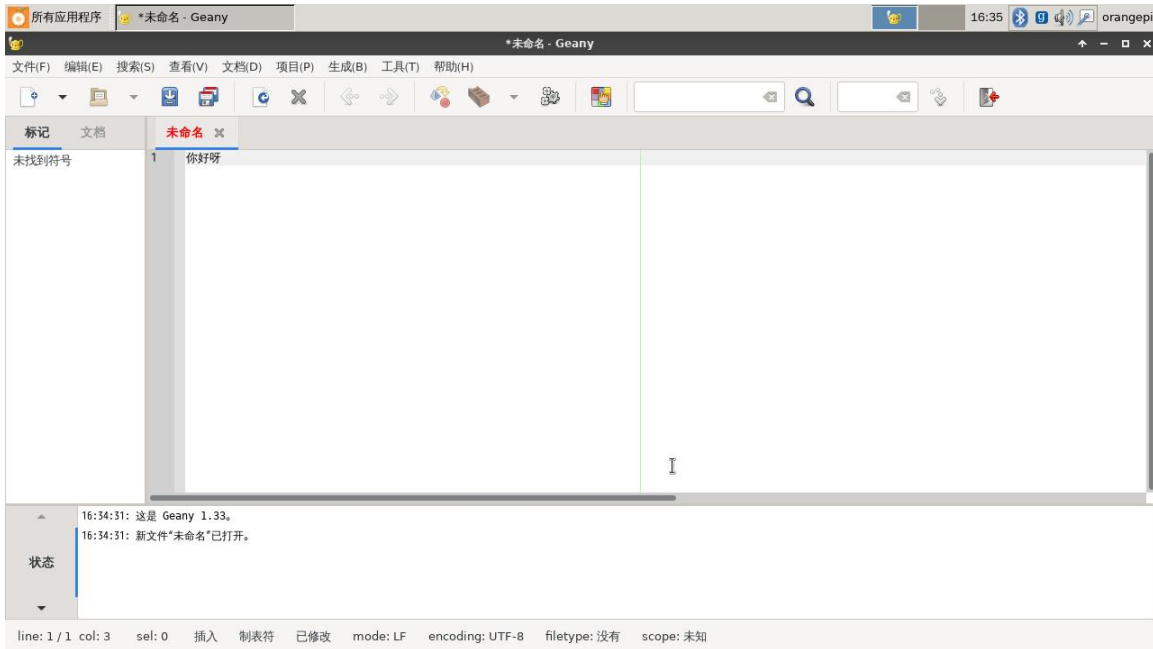 所有应用程序 *未命名 - Geany 16:35 orangepi
*未命名 - Geany
文件(F) 编辑(E) 搜索(S) 查看(V) 文档(D) 项目(P) 生成(B) 工具(T) 帮助(H)
标记 文档 未命名
未找到符号 1 你好呀
16:34:31: 这是 Geany 1.33。
16:34:31: 新文件“未命名”已打开。
状态
line: 1 / 1 col: 3 sel: 0 插入 制表符 已修改 mode: LF encoding: UTF-8 filetype: 没有 scope: 未知